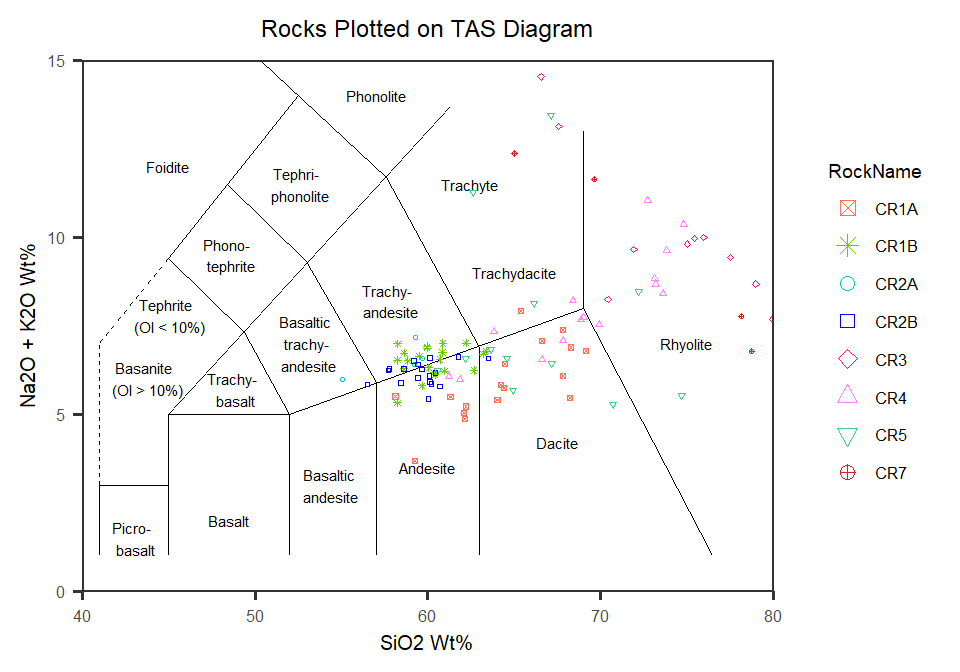 Rocks Plotted on TAS Diagram
15
10
5
0
40
50
60
70
80
Na2O + K2O Wt%
SiO2 Wt%
Phonolite
Foidite
Tephri-
phonolite
Trachyte
Phono-
tephrite
Trachydacite
Tephrite
(Ol < 10%)
Trachy-
andesite
Basaltic
trachy-
andesite
Rhyolite
Basanite
(Ol > 10%)
Trachy-
basalt
Dacite
Andesite
Basaltic
andesite
Basalt
Picro-
basalt
RockName
CR1A
CR1B
CR2A
CR2B
CR3
CR4
CR5
CR7